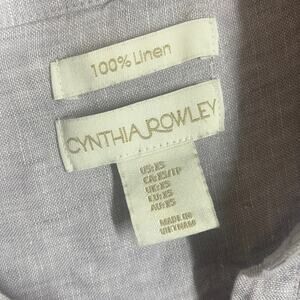 100% Linen
CYNTHIA ROWLEY
US:XS
CA:XS/TP
UK:XS
EU:XS
AU:XS
MADE IN
VIETNAM